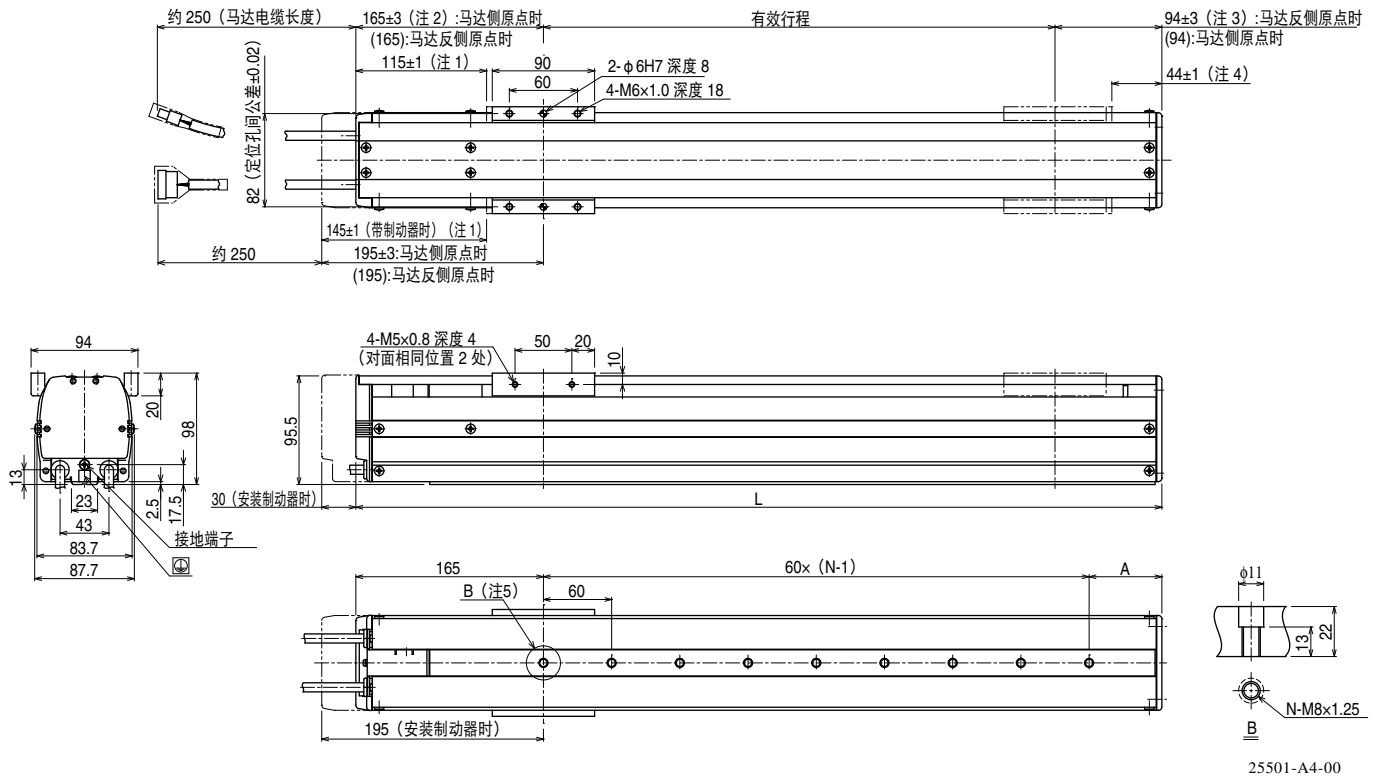 约 250（马达电缆长度）
165±3（注 2）:马达侧原点时
(165):马达反侧原点时
有效行程
94±3（注 3）:马达反侧原点时
(94):马达侧原点时
115±1（注 1）
90
60
2-φ6H7 深度 8
4-M6×1.0 深度 18
44±1（注 4）
82（定位孔间公差±0.02）
145±1（带制动器时）（注 1）
约 250
195±3:马达侧原点时
(195):马达反侧原点时
94
20
98
13
23
2.5
17.5
43
83.7
87.7
接地端子
4-M5×0.8 深度 4
（对面相同位置 2 处）
50
20
10
95.5
30（安装制动器时）
L
165
60×（N-1）
A
B（注5）
60
195（安装制动器时）
ϕ11
13
22
N-M8×1.25
B
25501-A4-00